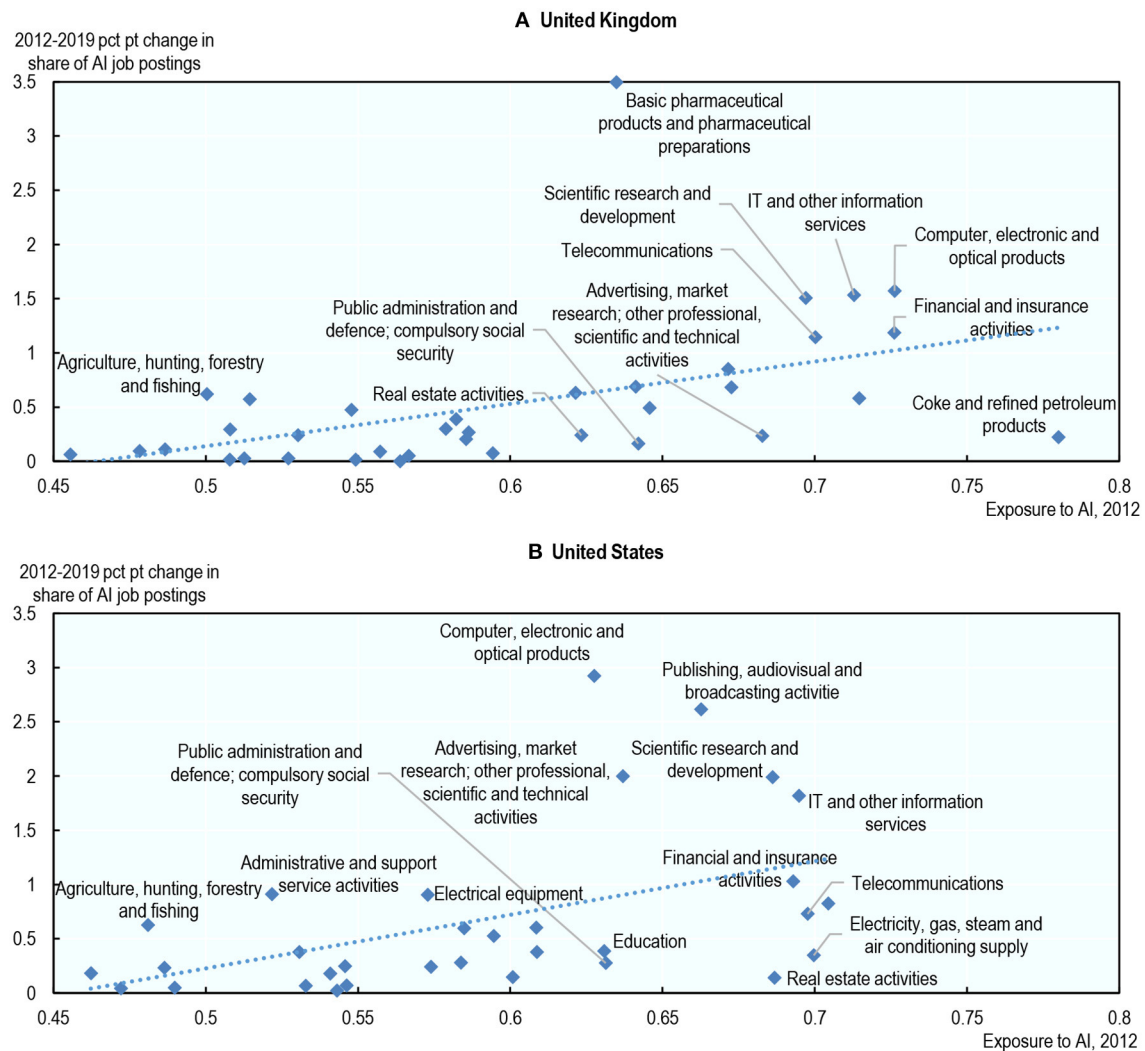 A United Kingdom
2012-2019 pct pt change in
share of AI job postings
3.5
Basic pharmaceutical
products and pharmaceutical
preparations
3
2.5
Scientific research and
development
IT and other information
services
2
Telecommunications
Computer, electronic and
optical products
1.5
Public administration and
defence; compulsory social
security
Advertising, market
research; other professional,
scientific and technical
activities
Financial and insurance
activities
1
Agriculture, hunting, forestry
and fishing
Real estate activities
0.5
Coke and refined petroleum
products
0
0.45 0.5 0.55 0.6 0.65 0.7 0.75 0.8
Exposure to AI, 2012
B United States
2012-2019 pct pt change in
share of AI job postings
3.5
Computer, electronic and
optical products
3
Publishing, audiovisual and
broadcasting activitie
2.5
Public administration and
defence; compulsory social
security
Advertising, market
research; other professional,
scientific and technical
activities
Scientific research and
development
2
IT and other information
services
1.5
Administrative and support
service activities
Financial and insurance
activities
1
Agriculture, hunting, forestry
and fishing
Electrical equipment
Telecommunications
0.5
Education
Electricity, gas, steam and
air conditioning supply
Real estate activities
0
0.45 0.5 0.55 0.6 0.65 0.7 0.75 0.8
Exposure to AI, 2012